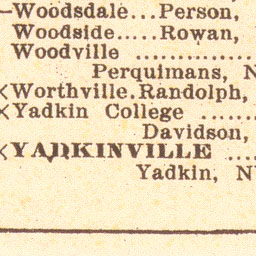 Woodsdale...Person,
Woodside.....Rowan,
Woodville ..............
Perquimans, N
×Worthville.Randolph,
×Yadkin College ......
Davidson,
×YADKINVILLE ....
Yadkin, N